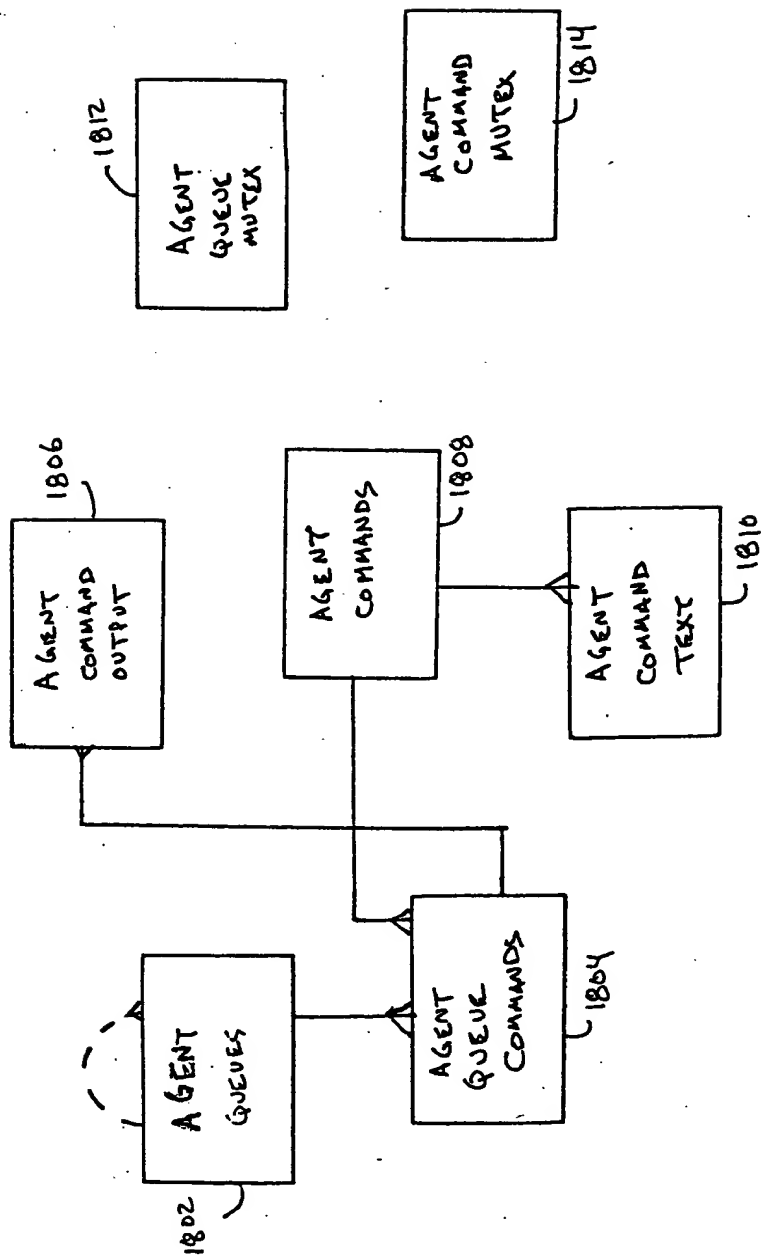 1812
AGENT
QUEUE
MUTEX
AGENT
COMMAND
MUTEX
1814
1806
AGENT
COMMAND
OUTPUT
AGENT
COMMANDS
1808
AGENT
COMMAND
TEXT
1810
1802
AGENT
QUEUES
AGENT
QUEUE
COMMANDS
1804